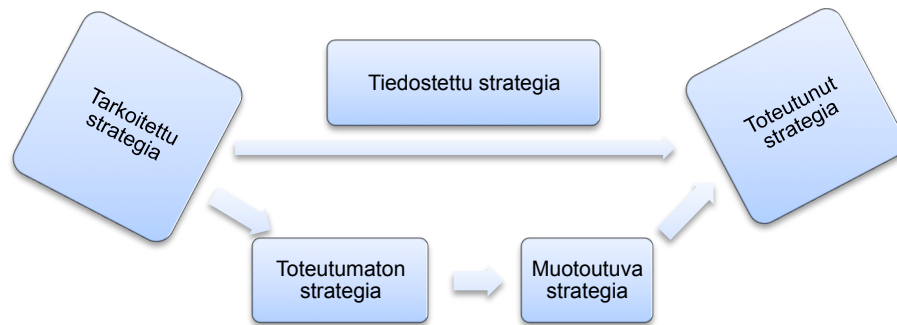 Tarkoitettu
strategia
Tiedostettu strategia
Toteutunut
strategia
Toteutumaton
strategia
Muotoutuva
strategia